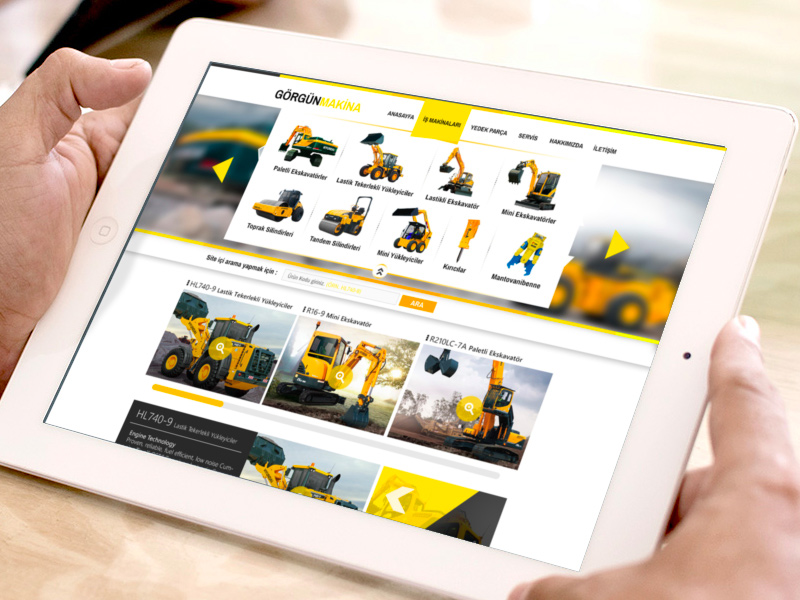 GÖRGÜNMAKİNA
ANASAYFA
İŞ MAKİNALARI
YEDEK PARÇA
SERVİS
HAKKIMIZDA
İLETİŞİM
Paletli Ekskavatörler
Lastik Tekerlekli Yükleyiciler
Lastikli Ekskavatör
Mini Ekskavatörler
Toprak Silindirleri
Tandem Silindirleri
Mini Yükleyiciler
Kırıcılar
Mantovanibenne
Site içi arama yapmak için :
Ürün Kodu giriniz.
ARA
HL740-9 Lastik Tekerlekli Yükleyiciler
R16-9 Mini Ekskavatör
R210LC-7A Paletli Ekskavatör
HL740-9 Lastik Tekerlekli Yükleyiciler
Engine Technology
Proven, reliable, fuel efficient, low noise Cum-